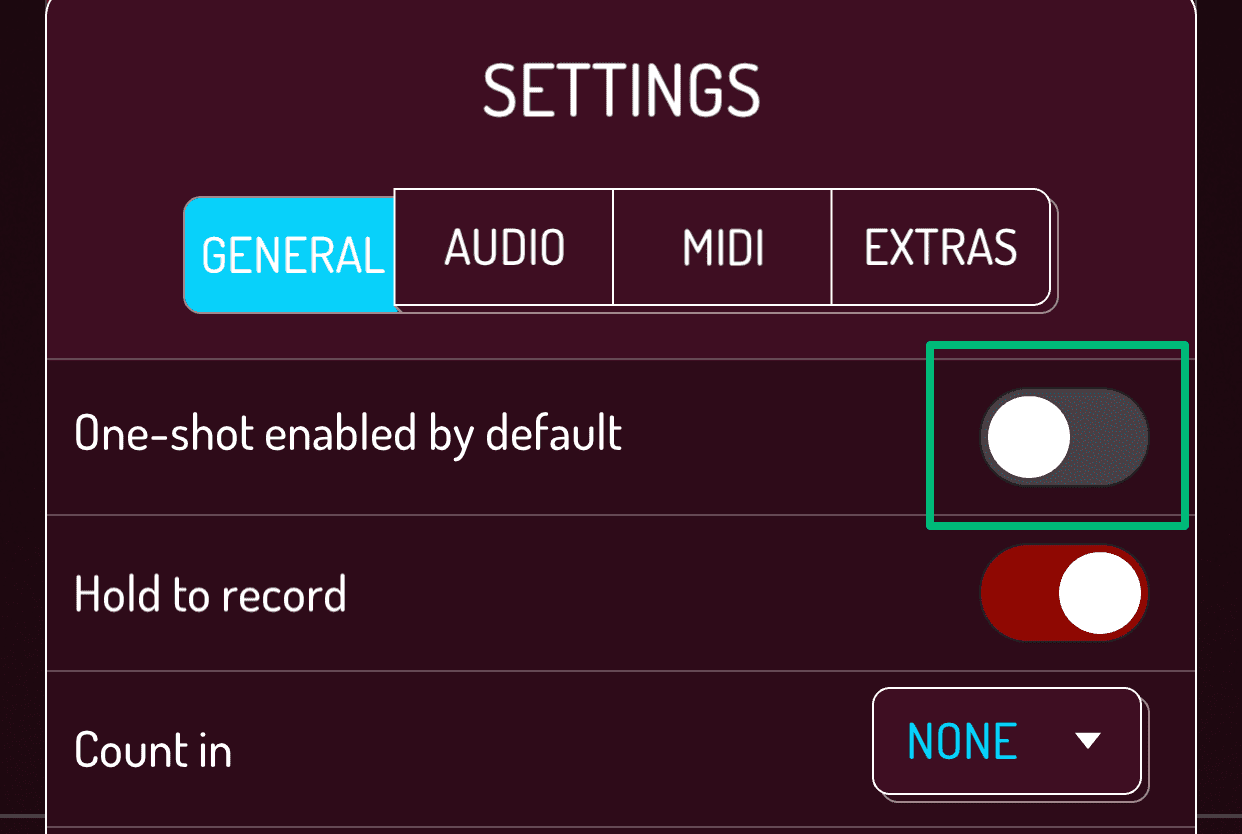 SETTINGS
GENERAL AUDIO MIDI EXTRAS
One-shot enabled by default
Hold to record
Count in NONE